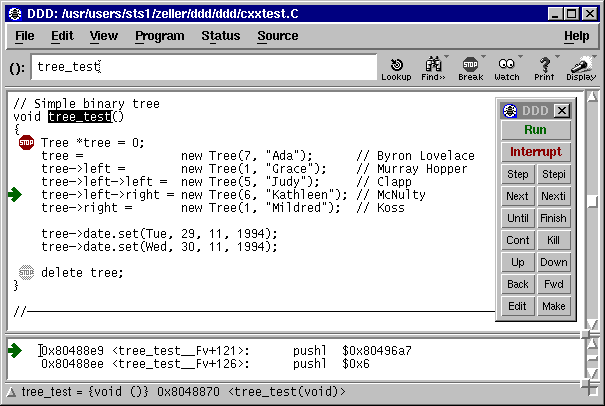 DDD: /usr/users/sts1/zeller/ddd/ddd/cxxtest.C
File Edit View Program Status Source Help
(): tree_test
Lookup Find>> Break Watch Print Display
// Simple binary tree
void tree_test()
{
STOP Tree *tree = 0;
tree = new Tree(7, "Ada"); // Byron Lovelace
tree->left = new Tree(1, "Grace"); // Murray Hopper
tree->left->left = new Tree(5, "Judy"); // Clapp
tree->left->right = new Tree(6, "Kathleen"); // McNulty
tree->right = new Tree(1, "Mildred"); // Koss
tree->date.set(Tue, 29, 11, 1994);
tree->date.set(Wed, 30, 11, 1994);
STOP delete tree;
}
//
DDD
Run
Interrupt
Step Stepi
Next Nexti
Until Finish
Cont Kill
Up Down
Back Fwd
Edit Make
0x80488e9 <tree_test__Fv+121>: pushl $0x80496a7
0x80488ee <tree_test__Fv+126>: pushl $0x6
tree_test = {void ()} 0x8048870 <tree_test(void)>